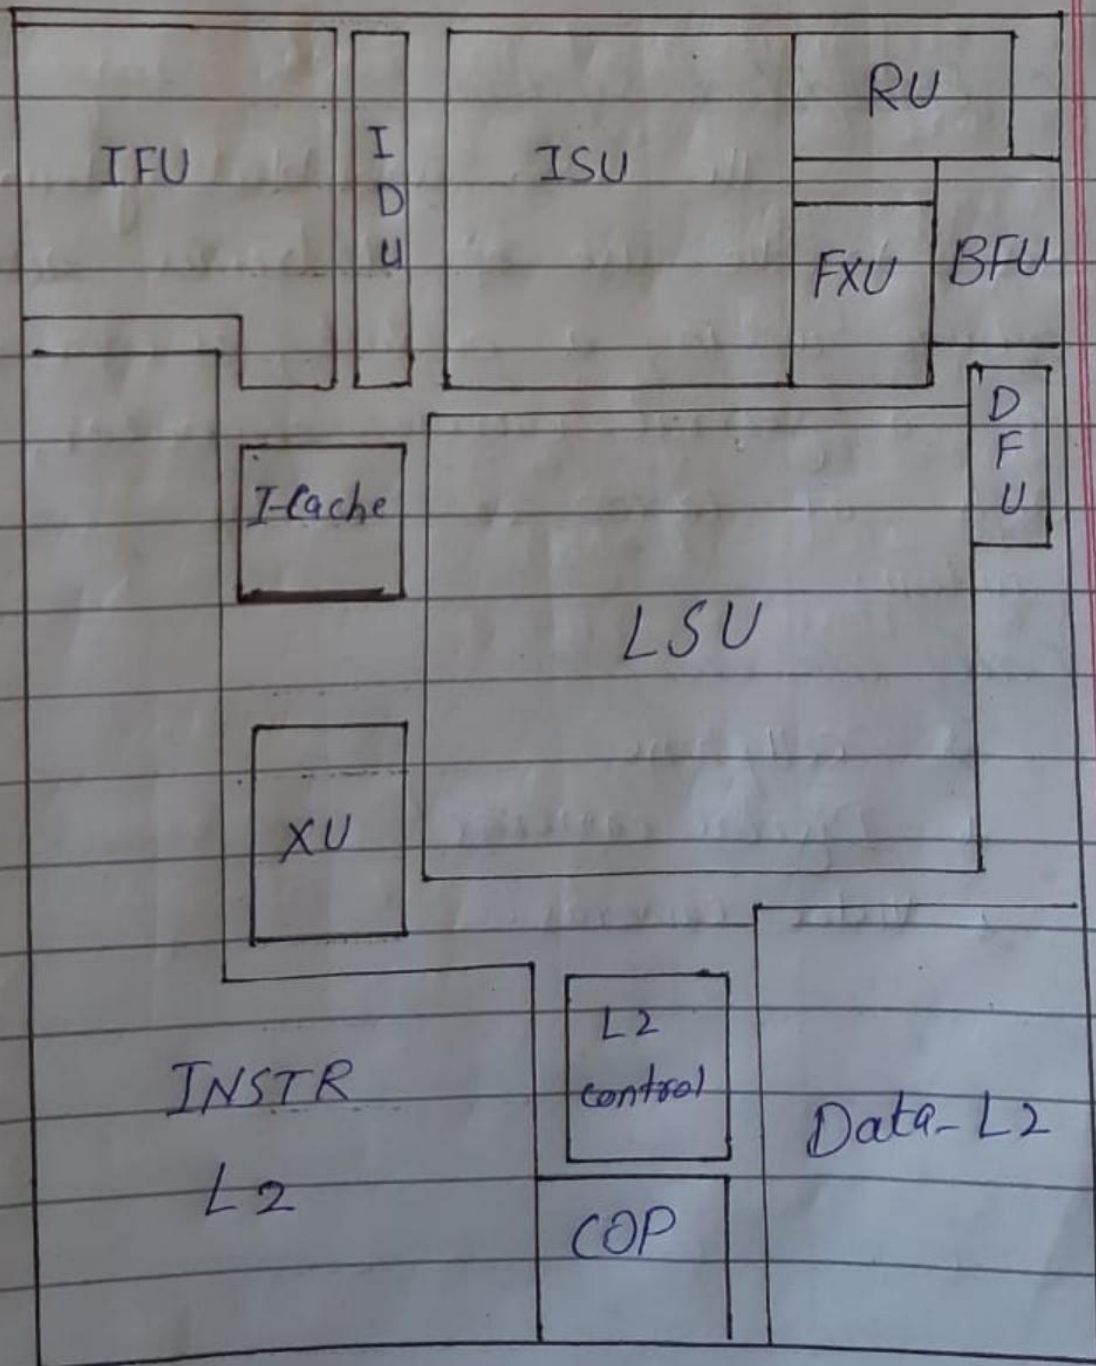 RU
IFU
I
D
U
ISU
FXU
BFU
D
F
U
I-Cache
LSU
XU
L2
control
INSTR
L2
Data-L2
COP